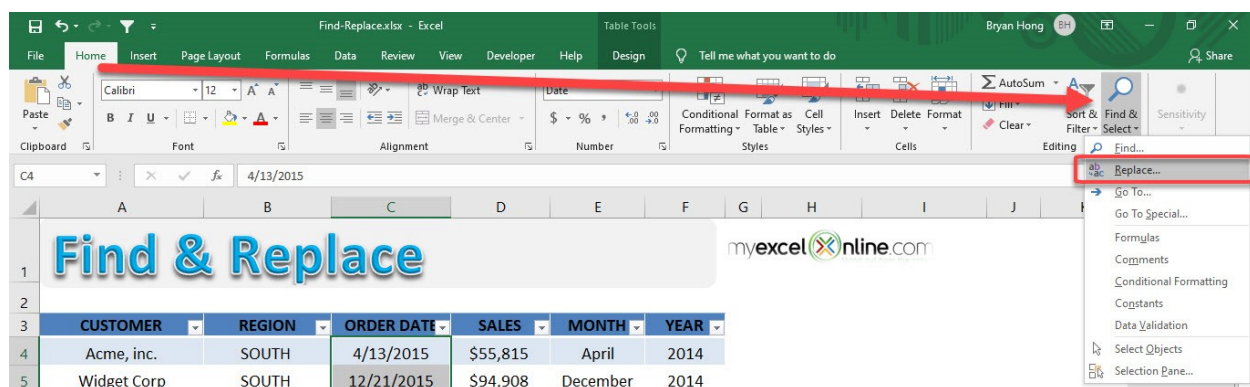 Find-Replace.xlsx - Excel Table Tools Bryan Hong BH
File Home Insert Page Layout Formulas Data Review View Developer Help Design Tell me what you want to do Share
Calibri 12 A A ab Wrap Text Date AutoSum A
Paste B I U A Merge & Center $ % , .0 .00 Conditional Format as Cell Insert Delete Format Fill Sort & Find & Sensitivity
Formatting Table Styles Clear Filter Select
Clipboard Font Alignment Number Styles Cells Editing
Find...
Replace...
Go To...
Go To Special...
Formulas
Comments
Conditional Formatting
Constants
Data Validation
Select Objects
Selection Pane...
C4 fx 4/13/2015
A B C D E F G H I J
1 Find & Replace myexcelonline.com
2
3 CUSTOMER REGION ORDER DATE SALES MONTH YEAR
4 Acme, inc. SOUTH 4/13/2015 $55,815 April 2014
5 Widget Corp SOUTH 12/21/2015 $94,908 December 2014